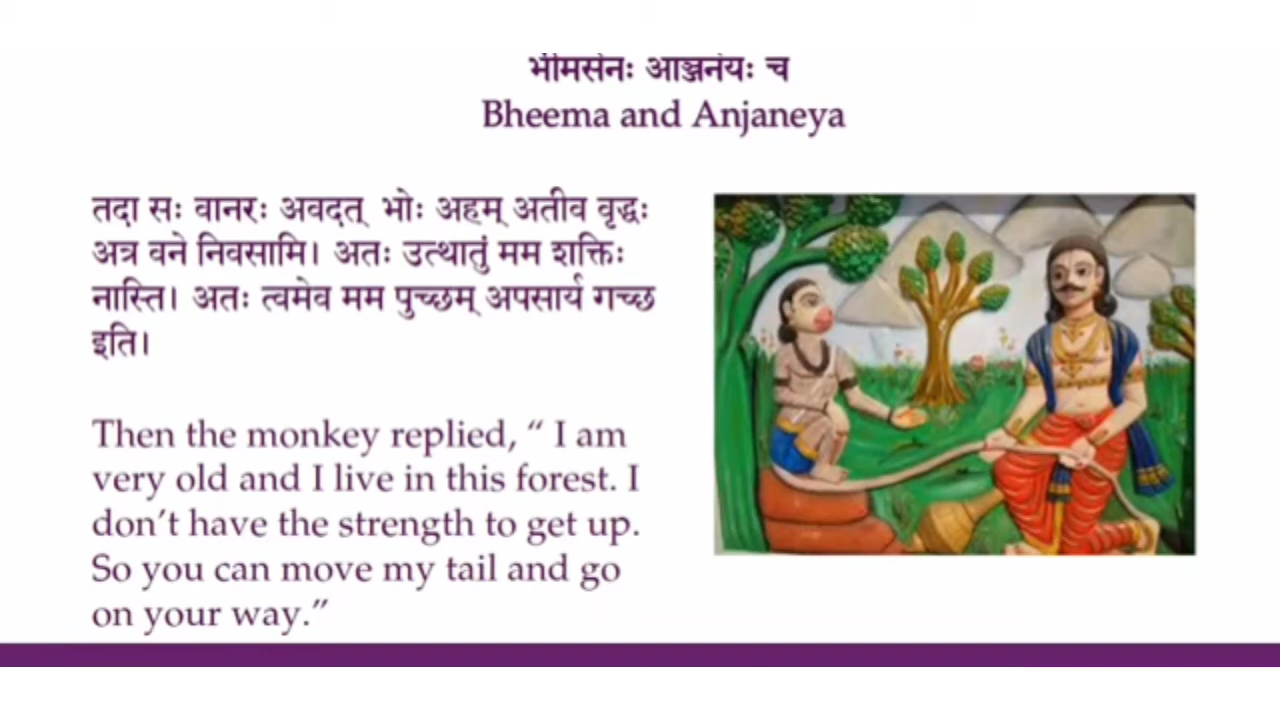 भीमसेनः आञ्जनेयः च
Bheema and Anjaneya
तदा सः वानरः अवदत् भोः अहम् अतीव वृद्धः
अत्र वने निवसामि। अतः उत्थातुं मम शक्तिः
नास्ति। अतः त्वमेव मम पुच्छम् अपसार्य गच्छ
इति।
Then the monkey replied, “ I am
very old and I live in this forest. I
don’t have the strength to get up.
So you can move my tail and go
on your way.”